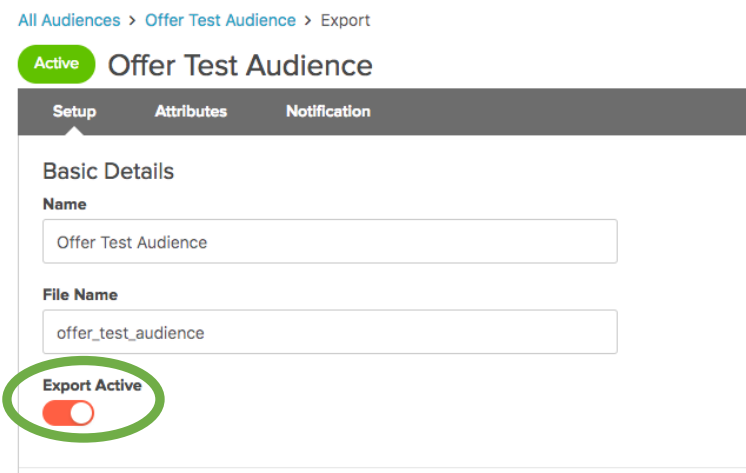 All Audiences > Offer Test Audience > Export
Active Offer Test Audience
Setup Attributes Notification
Basic Details
Name
Offer Test Audience
File Name
offer_test_audience
Export Active